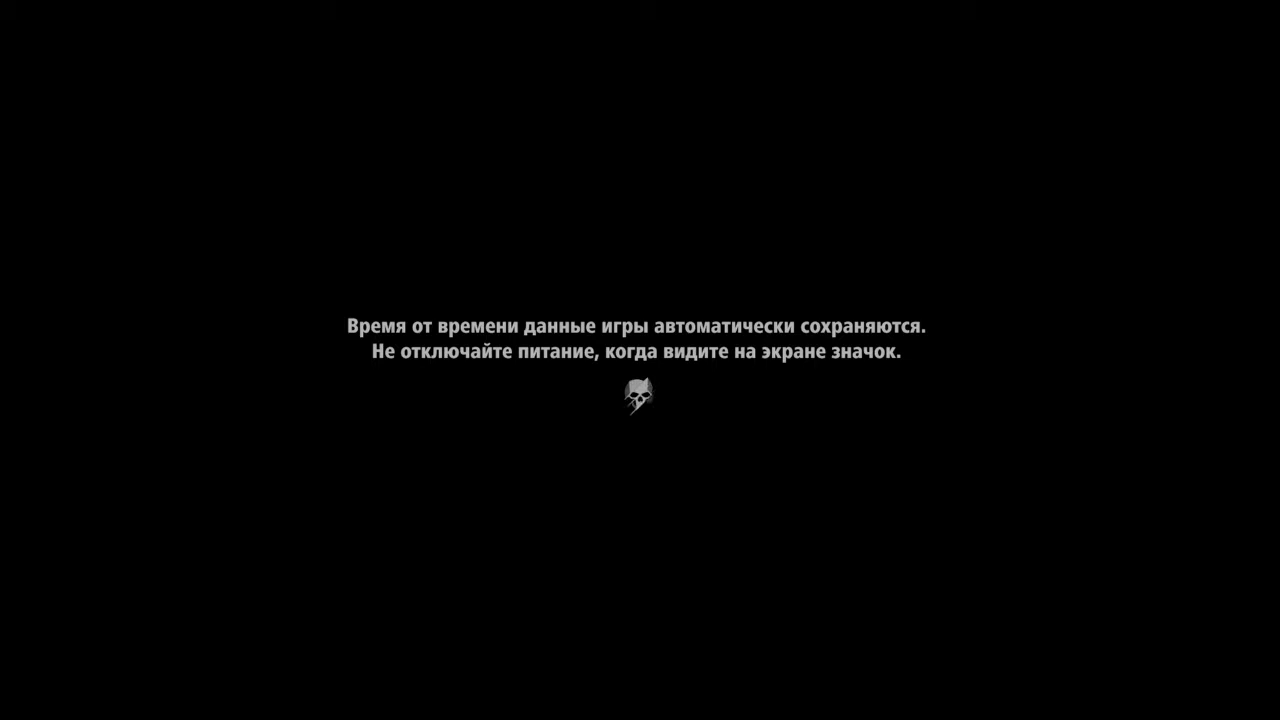 Время от времени данные игры автоматически сохраняются.
Не отключайте питание, когда видите на экране значок.